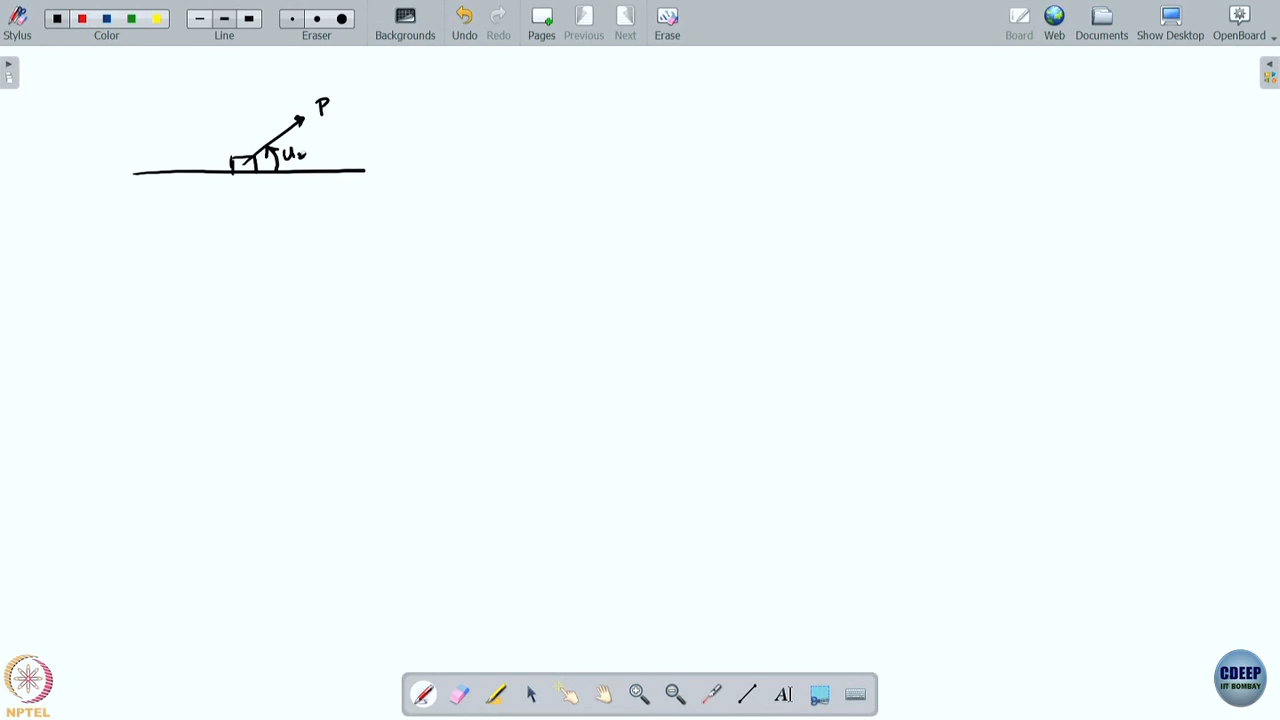 Stylus
Color
Line
Eraser
Backgrounds
Undo
Redo
Pages
Previous
Next
Erase
Board
Web
Documents
Show Desktop
OpenBoard
P
A
NPTEL
CDEEP
IIT BOMBAY